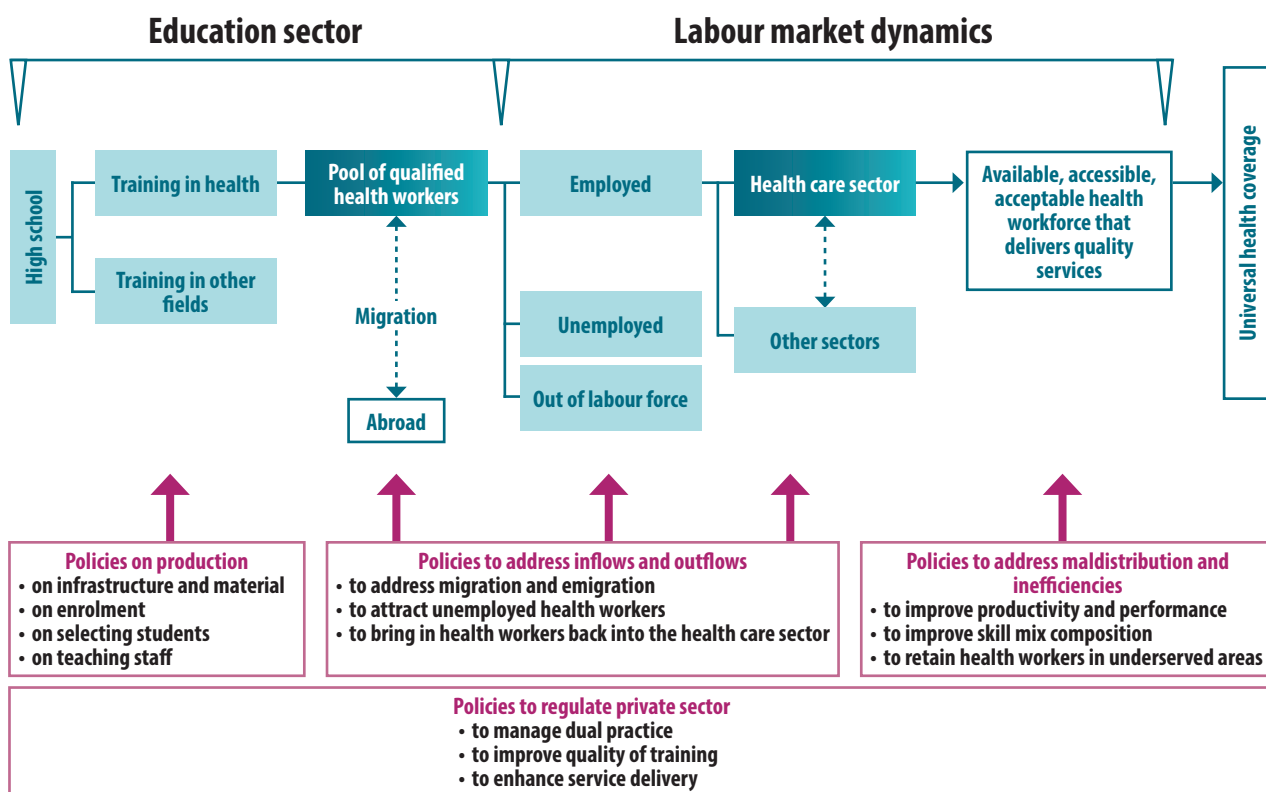 Education sector
Labour market dynamics
High school
Training in health
Training in other
fields
Pool of qualified
health workers
Migration
Abroad
Employed
Unemployed
Out of labour force
Health care sector
Other sectors
Available, accessible,
acceptable health
workforce that
delivers quality
services
Universal health coverage
Policies on production
• on infrastructure and material
• on enrolment
• on selecting students
• on teaching staff
Policies to address inflows and outflows
• to address migration and emigration
• to attract unemployed health workers
• to bring in health workers back into the health care sector
Policies to address maldistribution and
inefficiencies
• to improve productivity and performance
• to improve skill mix composition
• to retain health workers in underserved areas
Policies to regulate private sector
• to manage dual practice
• to improve quality of training
• to enhance service delivery